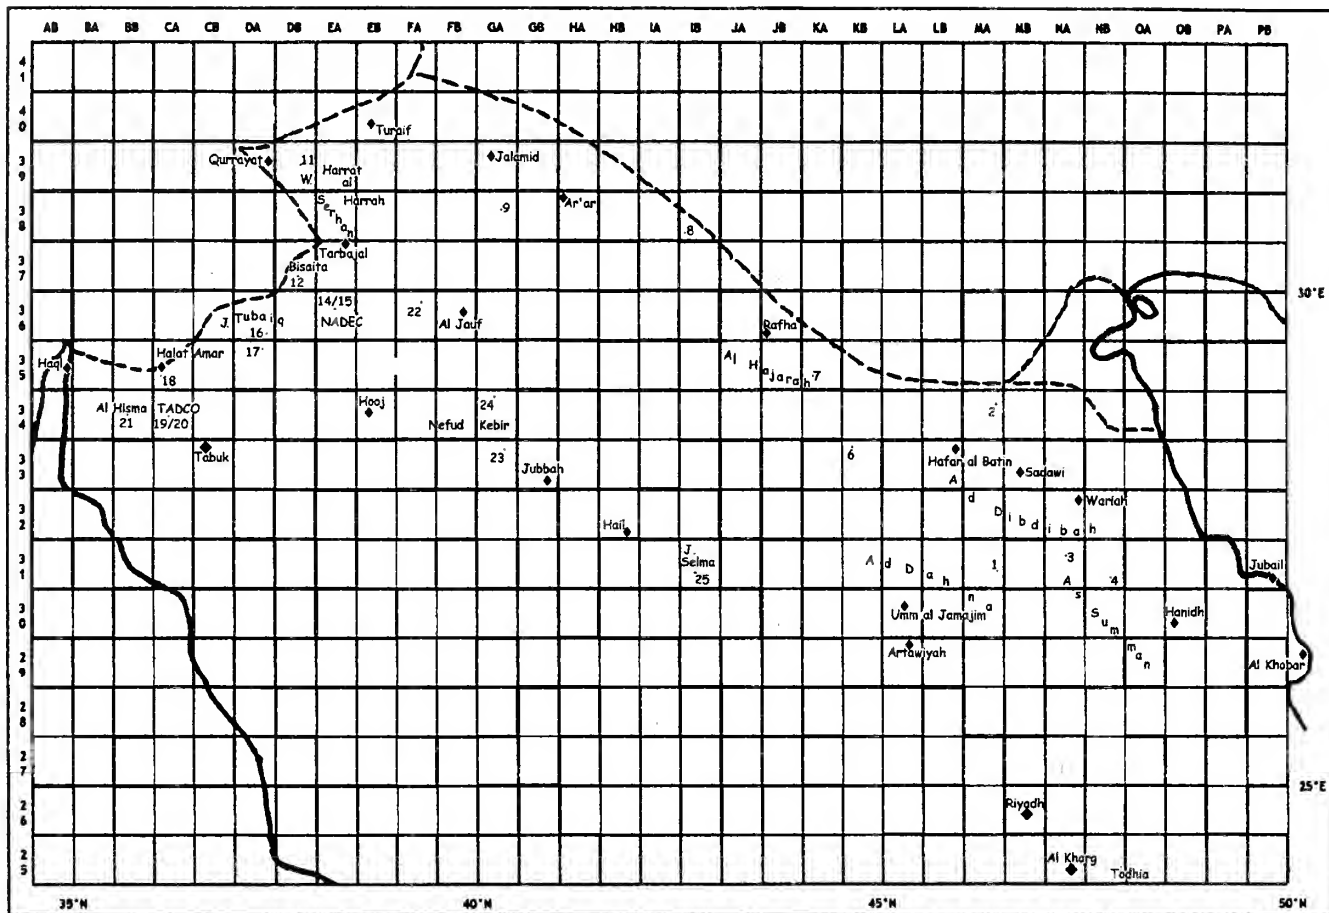 AB BA BB CA CB DA DB EA EB FA FB GA GB HA HB IA IB JA JB KA KB LA LB MA MB NA NB OA OB PA PB
41
40
Turaif
39
Qurrayat
11
Jalamid
W.
Harrat
al
Harrah
Serhan
38
9
Ar'ar
8
Tarbajal
37
Bisaita
12
30°E
36
14/15
NADEC
22
Al Jauf
J. Tubaiq
16
Rafha
17
35
Haql
Halat Amar
18
Al Hajarah
7
34
Al Hisma
21
TADCO
19/20
Hooj
24
Nefud Kebir
2
33
Tabuk
23
Jubbah
6
Hafar al Batin
Sadawi
32
Ad Dibdibah
Wariah
Hail
31
J.
Selma
25
Ad Dahna
1
3
4
Jubail
As Summan
30
Umm al Jamajim
Hanidh
29
Artawiyah
Al Khobar
28
27
26
25°E
Riyadh
25
Al Kharg
Todhia
35°N 40°N 45°N 50°N